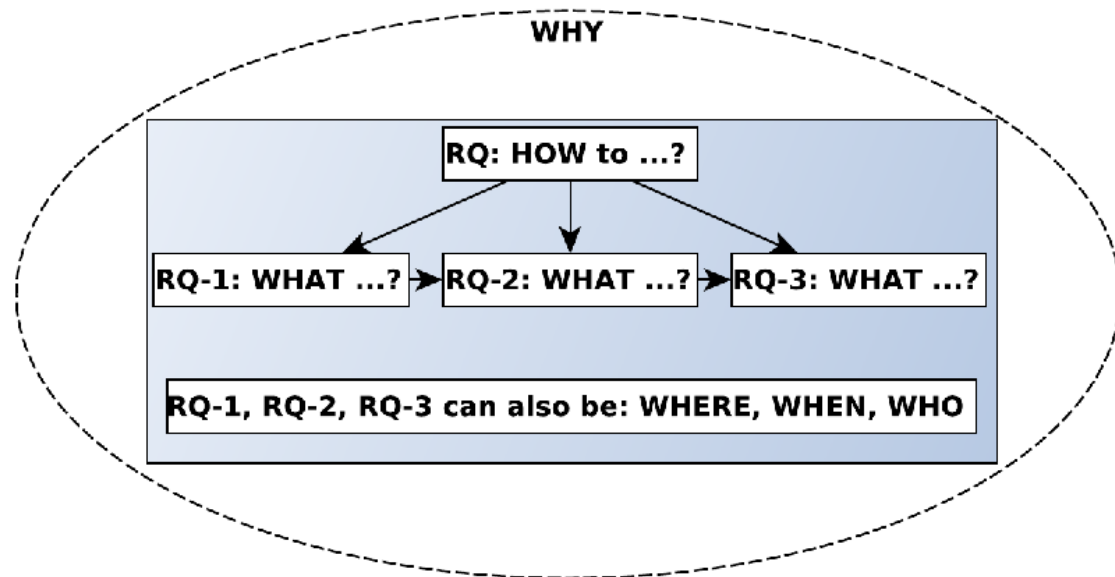 WHY
RQ: HOW to ...?
RQ-1: WHAT ...?
RQ-2: WHAT ...?
RQ-3: WHAT ...?
RQ-1, RQ-2, RQ-3 can also be: WHERE, WHEN, WHO